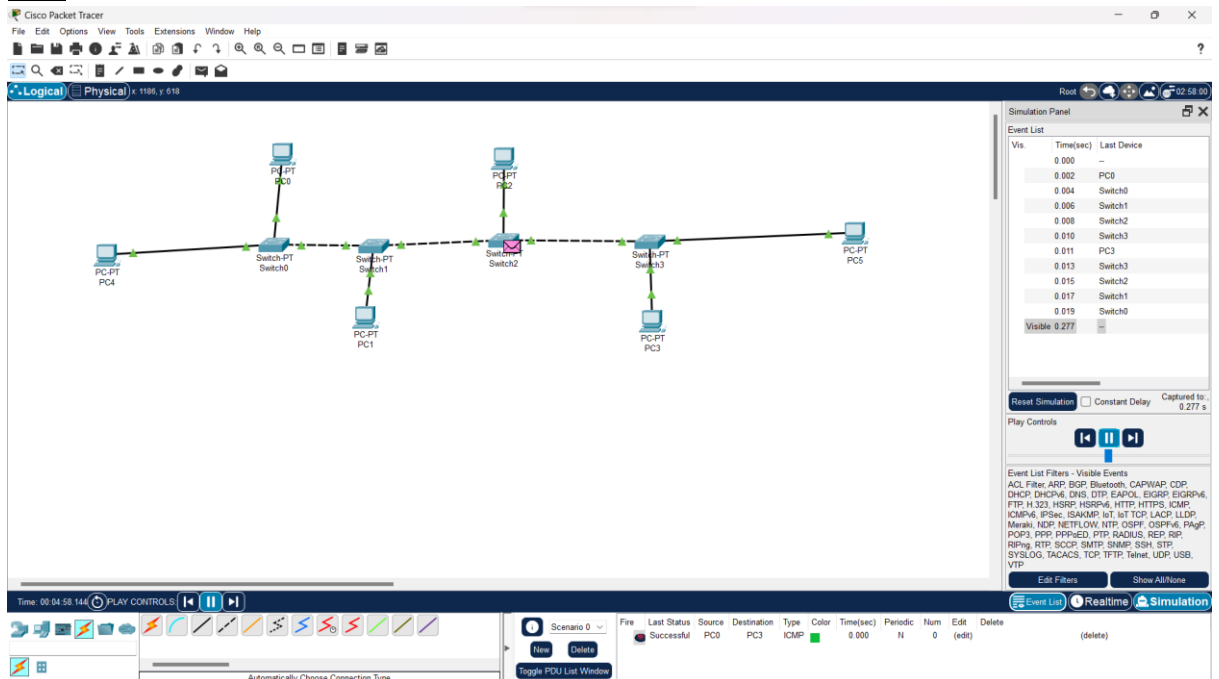 Cisco Packet Tracer
File Edit Options View Tools Extensions Window Help
?
Logical Physical x: 1186, y: 618
Root 02:58:00
PC-PT
PC0
PC-PT
PC2
PC-PT
PC4
Switch-PT
Switch0
Switch-PT
Switch1
Switch-PT
Switch2
Switch-PT
Switch3
PC-PT
PC5
PC-PT
PC1
PC-PT
PC3
Simulation Panel
Event List
Vis. Time(sec) Last Device
0.000 --
0.002 PC0
0.004 Switch0
0.006 Switch1
0.008 Switch2
0.010 Switch3
0.011 PC3
0.013 Switch3
0.015 Switch2
0.017 Switch1
0.019 Switch0
Visible 0.277 --
Reset Simulation Constant Delay Captured to:
0.277 s
Play Controls
Event List Filters - Visible Events
ACL Filter, ARP, BGP, Bluetooth, CAPWAP, CDP,
DHCP, DHCPv6, DNS, DTP, EAPOL, EIGRP, EIGRPv6,
FTP, H.323, HSRP, HSRPv6, HTTP, HTTPS, ICMP,
ICMPv6, IPSec, ISAKMP, IoT, IoT TCP, LACP, LLDP,
Meraki, NDP, NETFLOW, NTP, OSPF, OSPFv6, PAgP,
POP3, PPP, PPPoED, PTP, RADIUS, REP, RIP,
RIPng, RTP, SCCP, SMTP, SNMP, SSH, STP,
SYSLOG, TACACS, TCP, TFTP, Telnet, UDP, USB,
VTP
Edit Filters Show All/None
Time: 00:04:58.144 PLAY CONTROLS:
Event List Realtime Simulation
Scenario 0
New Delete
Toggle PDU List Window
Fire Last Status Source Destination Type Color Time(sec) Periodic Num Edit Delete
Successful PC0 PC3 ICMP 0.000 N 0 (edit) (delete)
Automatically Choose Connection Type